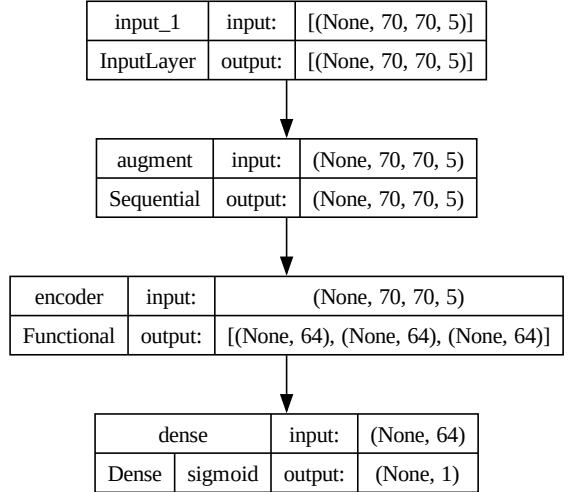 input_1 input: [(None, 70, 70, 5)]
InputLayer output: [(None, 70, 70, 5)]
augment input: (None, 70, 70, 5)
Sequential output: (None, 70, 70, 5)
encoder input: (None, 70, 70, 5)
Functional output: [(None, 64), (None, 64), (None, 64)]
dense input: (None, 64)
Dense sigmoid output: (None, 1)